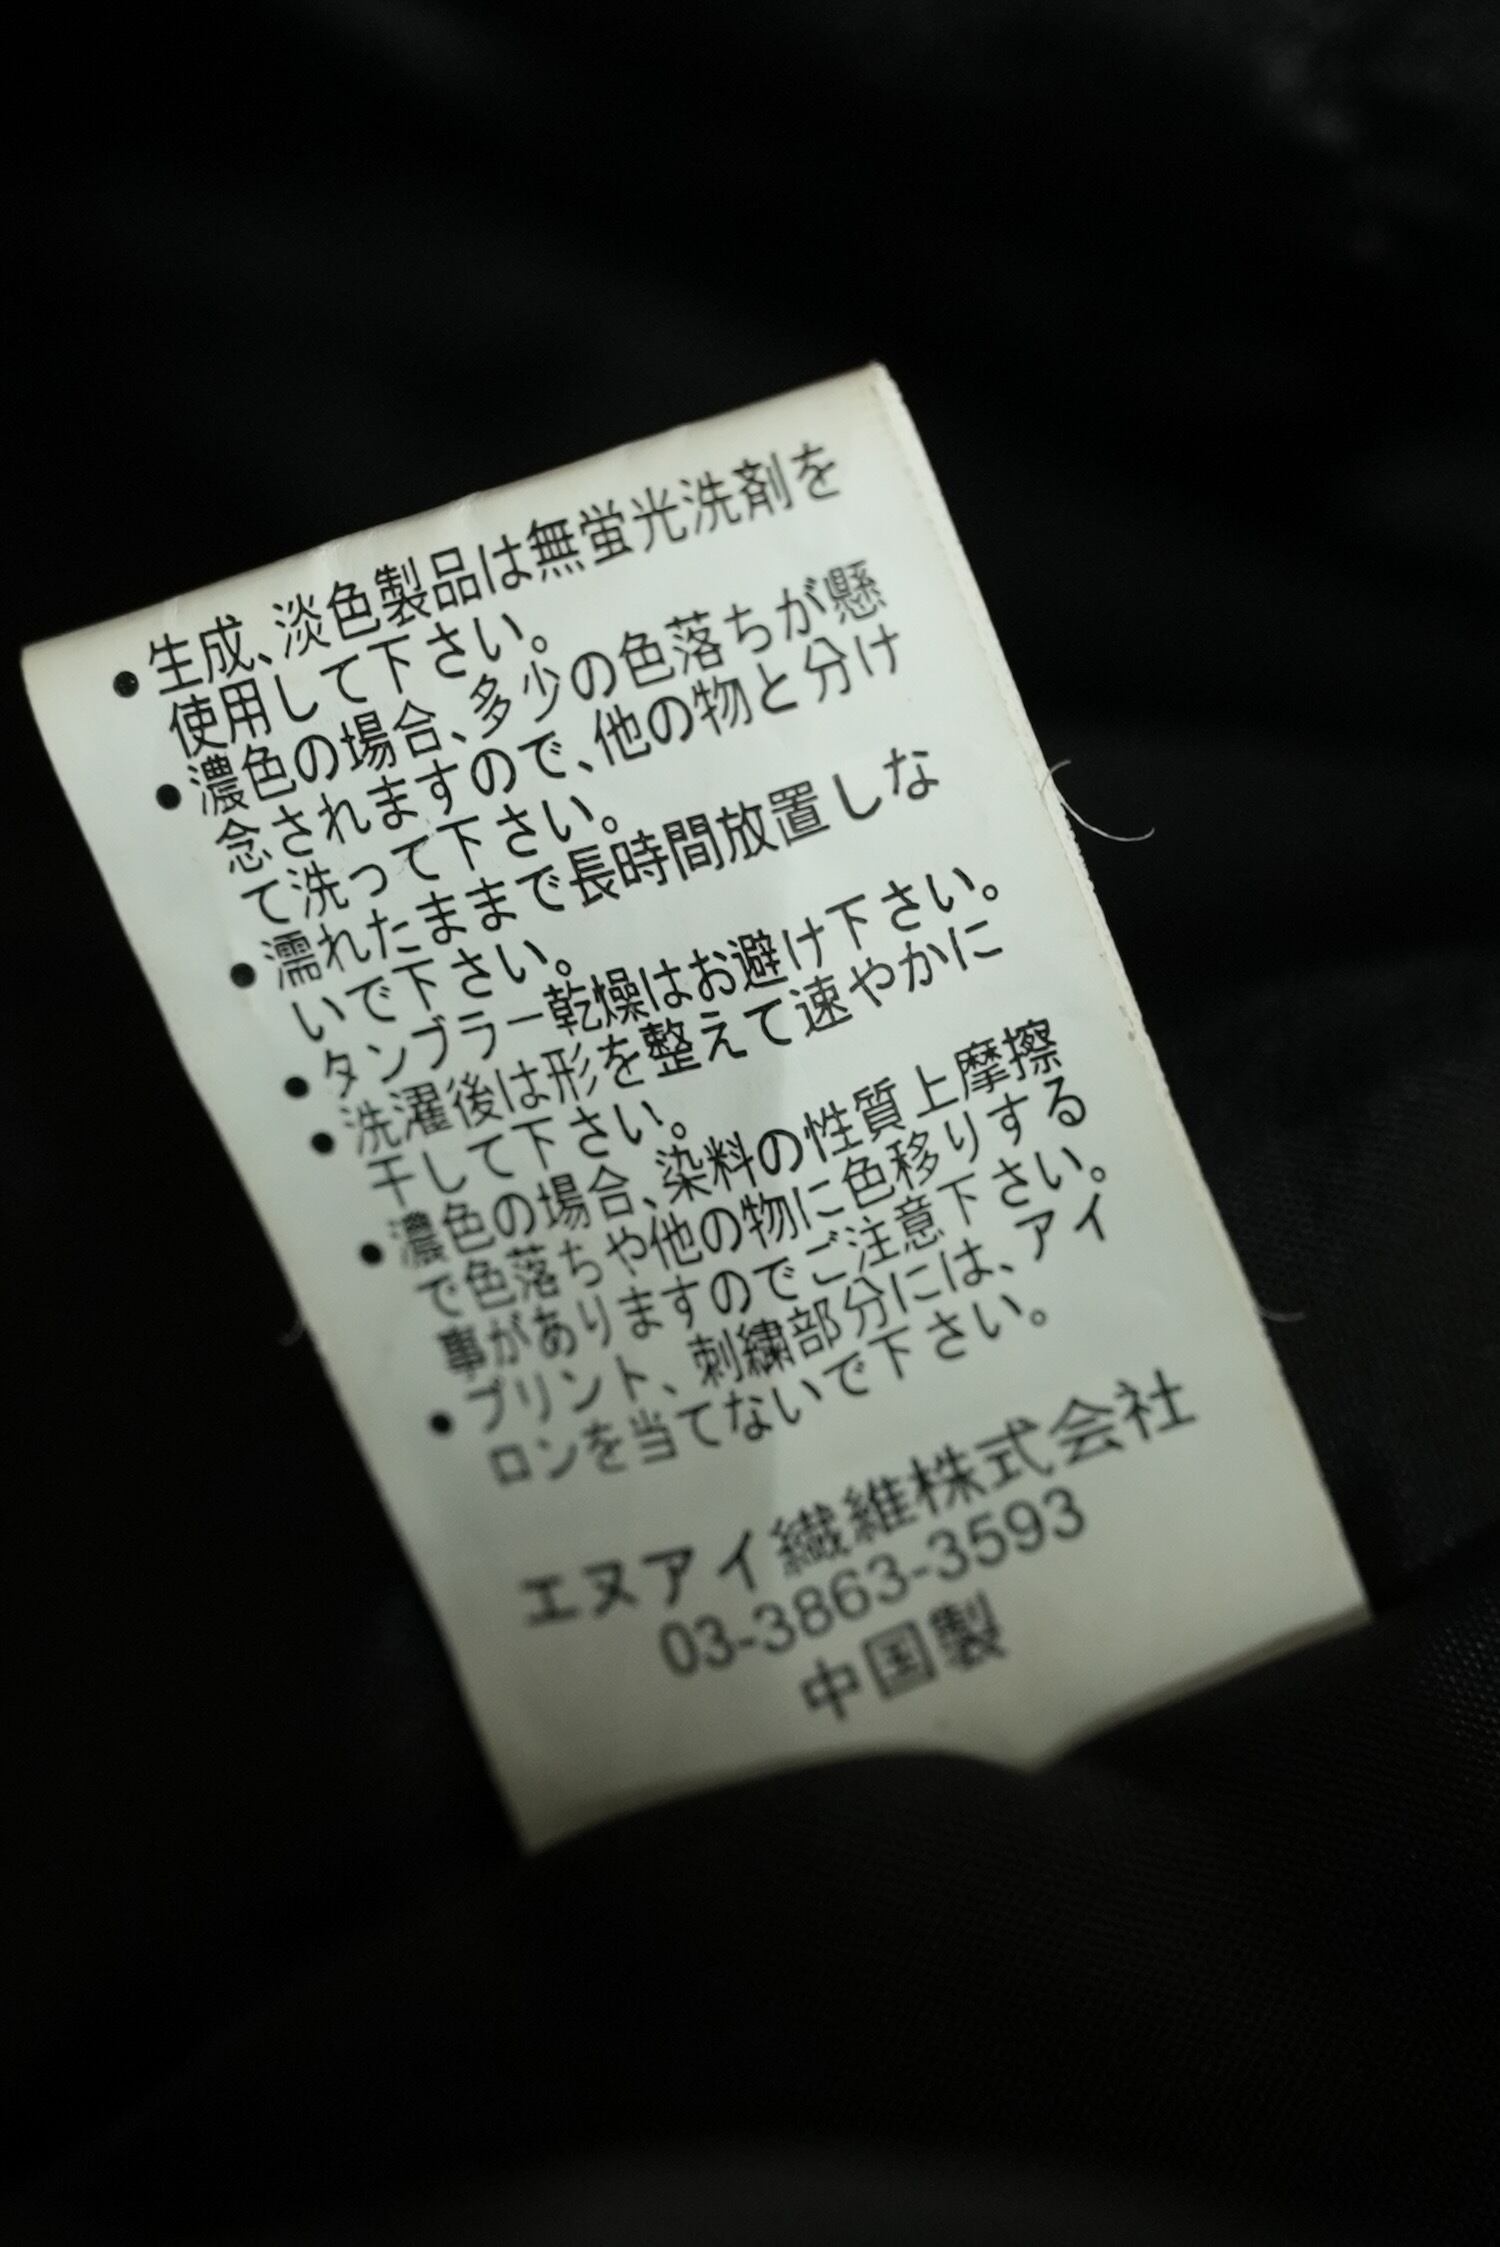 ●生成、淡色製品は無蛍光洗剤を
使用して下さい。
●濃色の場合、多少の色落ちが懸
念されますので、他の物と分け
て洗って下さい。
●濡れたままで長時間放置しな
いで下さい。
●タンブラー乾燥はお避け下さい。
●洗濯後は形を整えて速やかに
干して下さい。
●濃色の場合、染料の性質上摩擦
で色落ちや他の物に色移りする
事がありますのでご注意下さい。
●プリント、刺繍部分には、アイ
ロンを当てないで下さい。
エヌアイ繊維株式会社
03-3863-3593
中国製